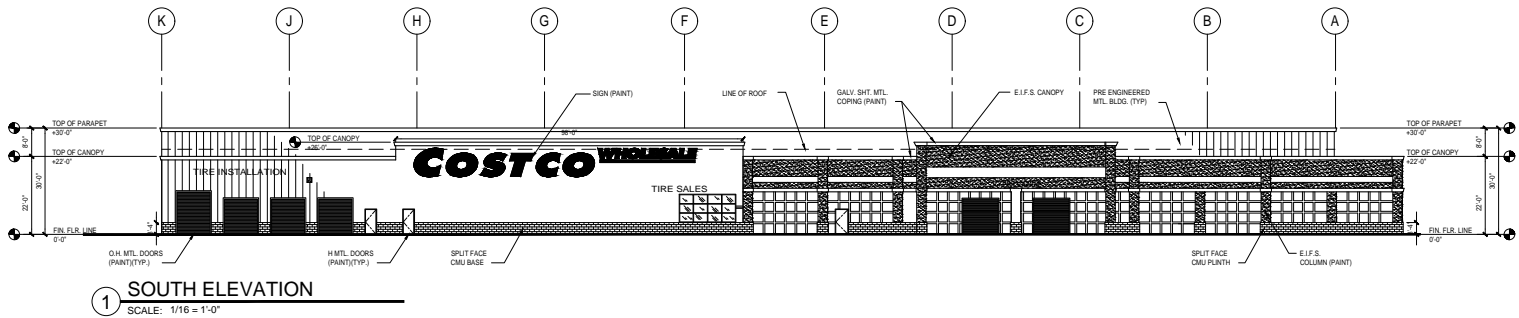 K J H G F E D C B A
SIGN (PAINT)
LINE OF ROOF
GALV. SHT. MTL.
COPING (PAINT)
E.I.F.S. CANOPY
PRE ENGINEERED
MTL. BLDG. (TYP)
TOP OF PARAPET
+30'-0"
TOP OF CANOPY
+22'-0"
8'-0"
30'-0"
22'-0"
TOP OF CANOPY
+26'-0"
98'-0"
COSTCO WHOLESALE
TIRE INSTALLATION
TIRE SALES
TOP OF PARAPET
+30'-0"
TOP OF CANOPY
+22'-0"
8'-0"
30'-0"
22'-0"
FIN. FLR. LINE
0'-0"
FIN. FLR. LINE
0'-0"
O.H. MTL. DOORS
(PAINT)(TYP.)
H MTL. DOORS
(PAINT)(TYP.)
SPLIT FACE
CMU BASE
SPLIT FACE
CMU PLINTH
E.I.F.S.
COLUMN (PAINT)
1 SOUTH ELEVATION
SCALE: 1/16 = 1'-0"